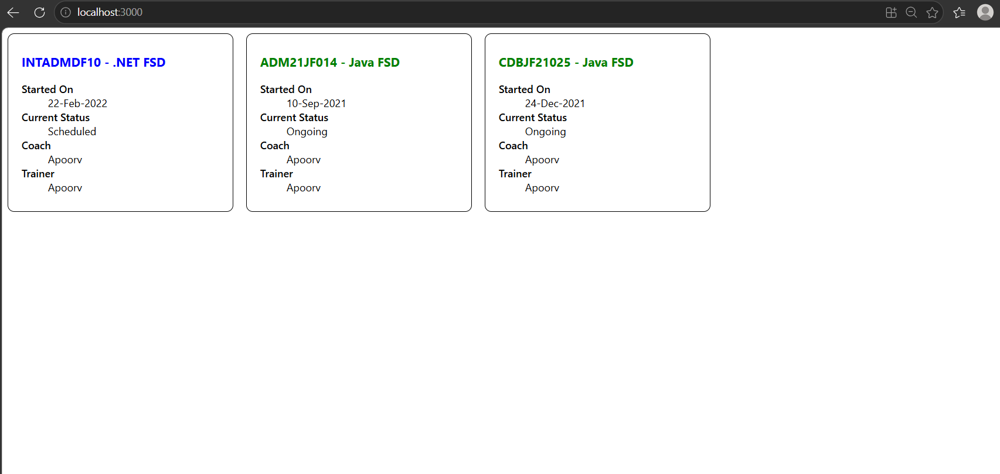 localhost:3000
INTADMDF10 - .NET FSD
Started On
22-Feb-2022
Current Status
Scheduled
Coach
Apoorv
Trainer
Apoorv
ADM21JF014 - Java FSD
Started On
10-Sep-2021
Current Status
Ongoing
Coach
Apoorv
Trainer
Apoorv
CDBJF21025 - Java FSD
Started On
24-Dec-2021
Current Status
Ongoing
Coach
Apoorv
Trainer
Apoorv